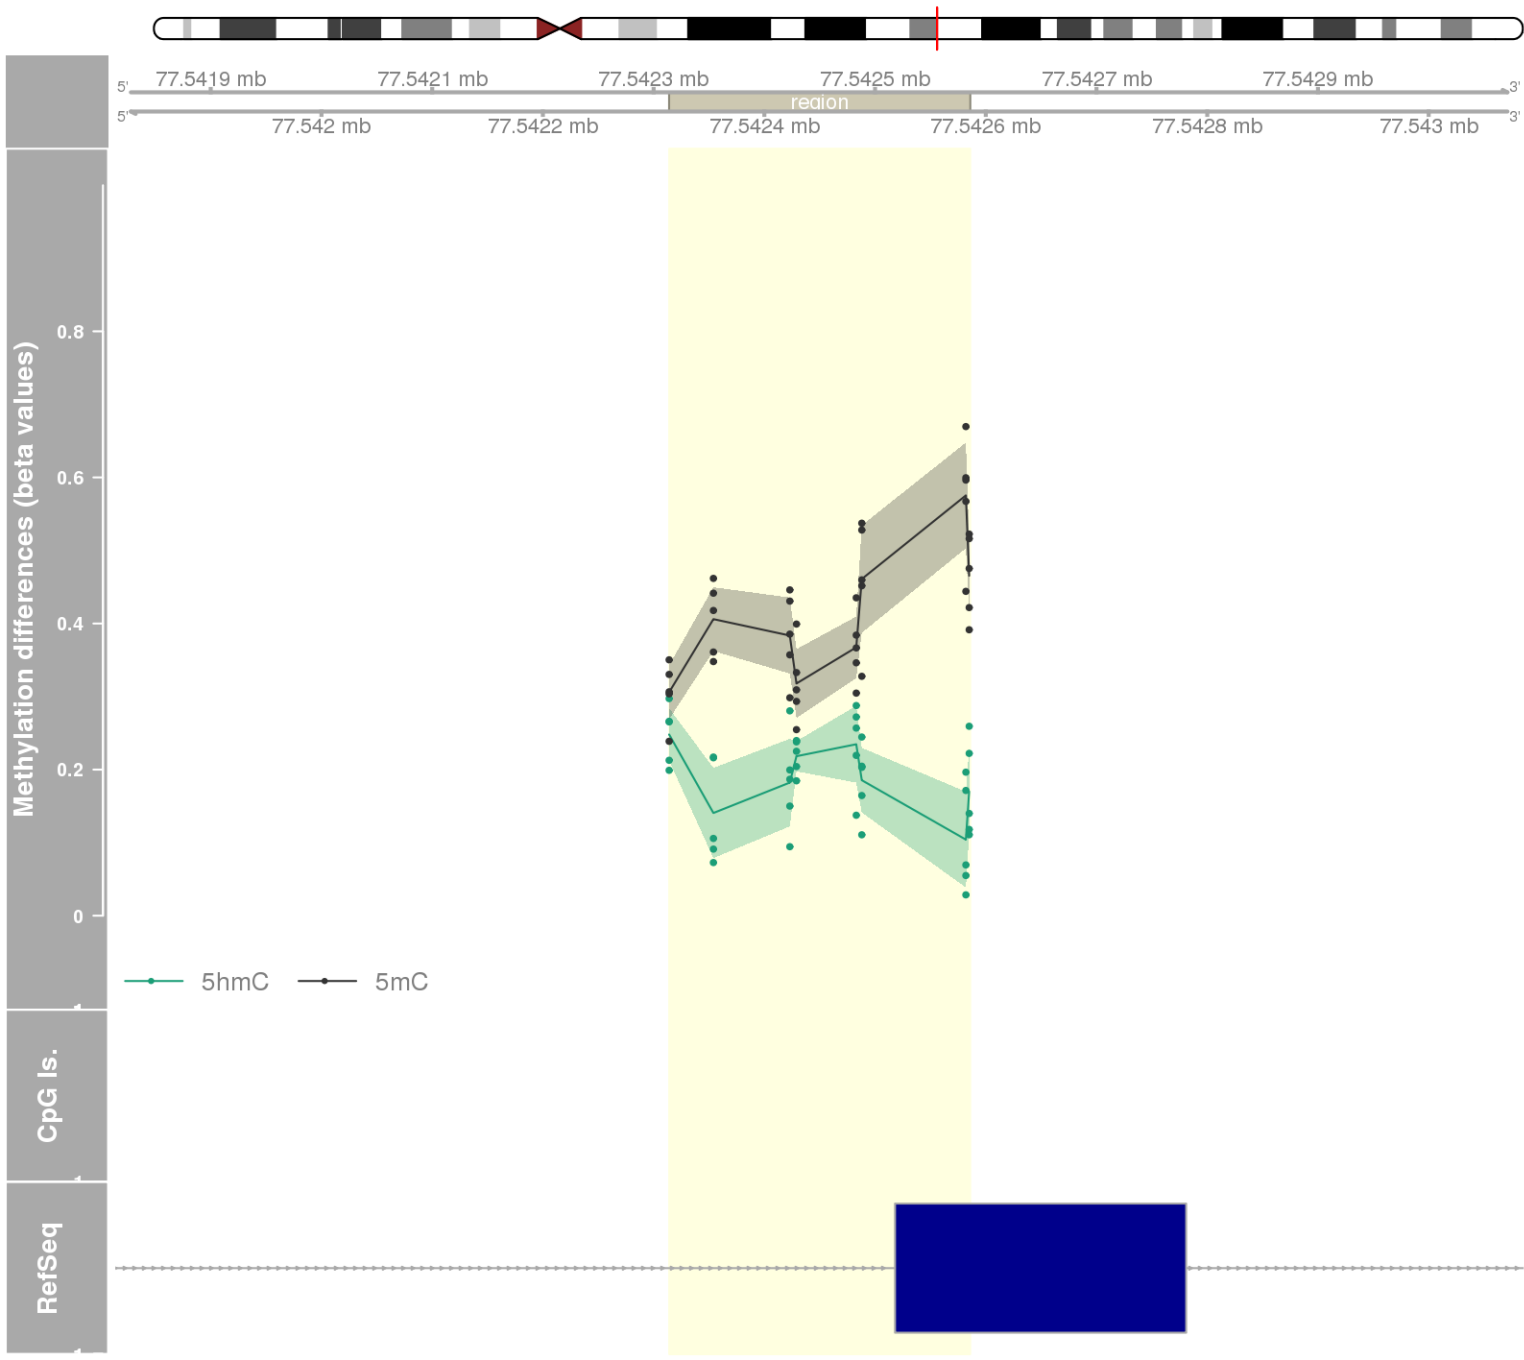 77.5419 mb 77.5421 mb 77.5423 mb 77.5425 mb 77.5427 mb 77.5429 mb
5' 3'
region
5' 3'
77.542 mb 77.5422 mb 77.5424 mb 77.5426 mb 77.5428 mb 77.543 mb
Methylation differences (beta values)
0.8
0.6
0.4
0.2
0
5hmC 5mC
CpG Is.
RefSeq